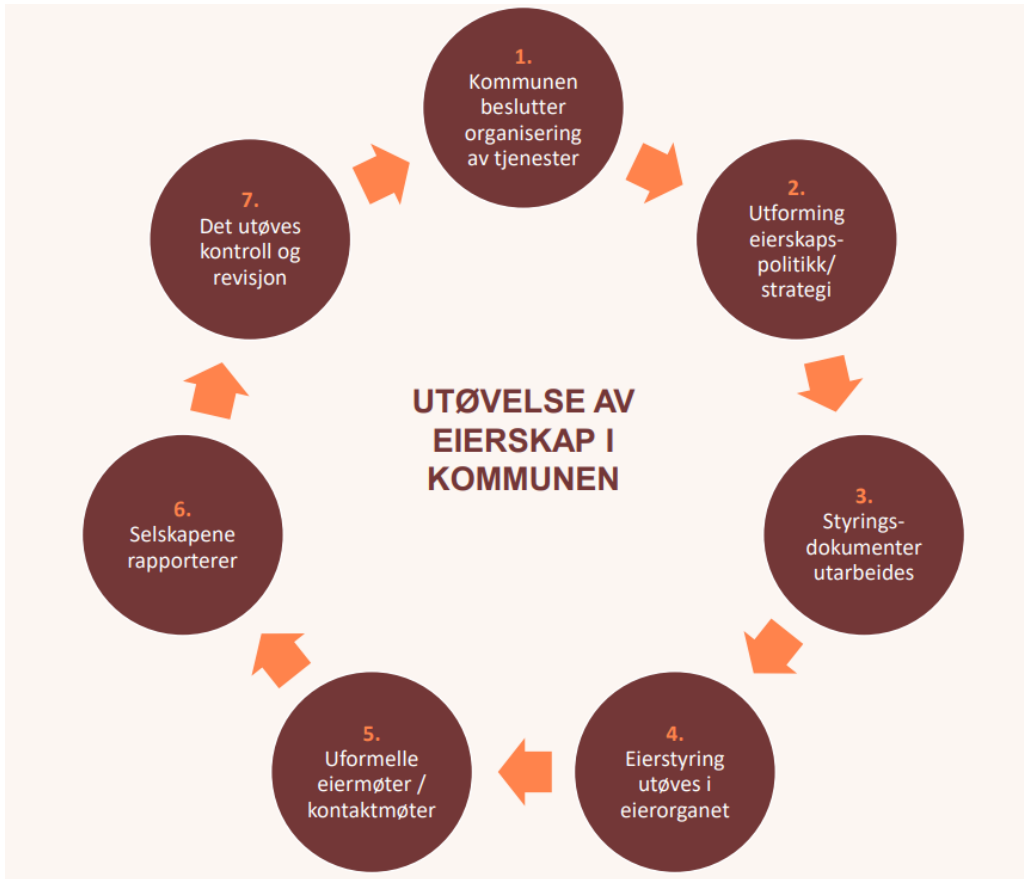 1.
Kommunen
beslutter
organisering
av tjenester
2.
Utforming
eierskaps-
politikk/
strategi
3.
Styrings-
dokumenter
utarbeides
4.
Eierstyring
utøves i
eierorganet
5.
Uformelle
eiermøter /
kontaktmøter
6.
Selskapene
rapporterer
7.
Det utøves
kontroll og
revisjon
UTØVELSE AV
EIERSKAP I
KOMMUNEN